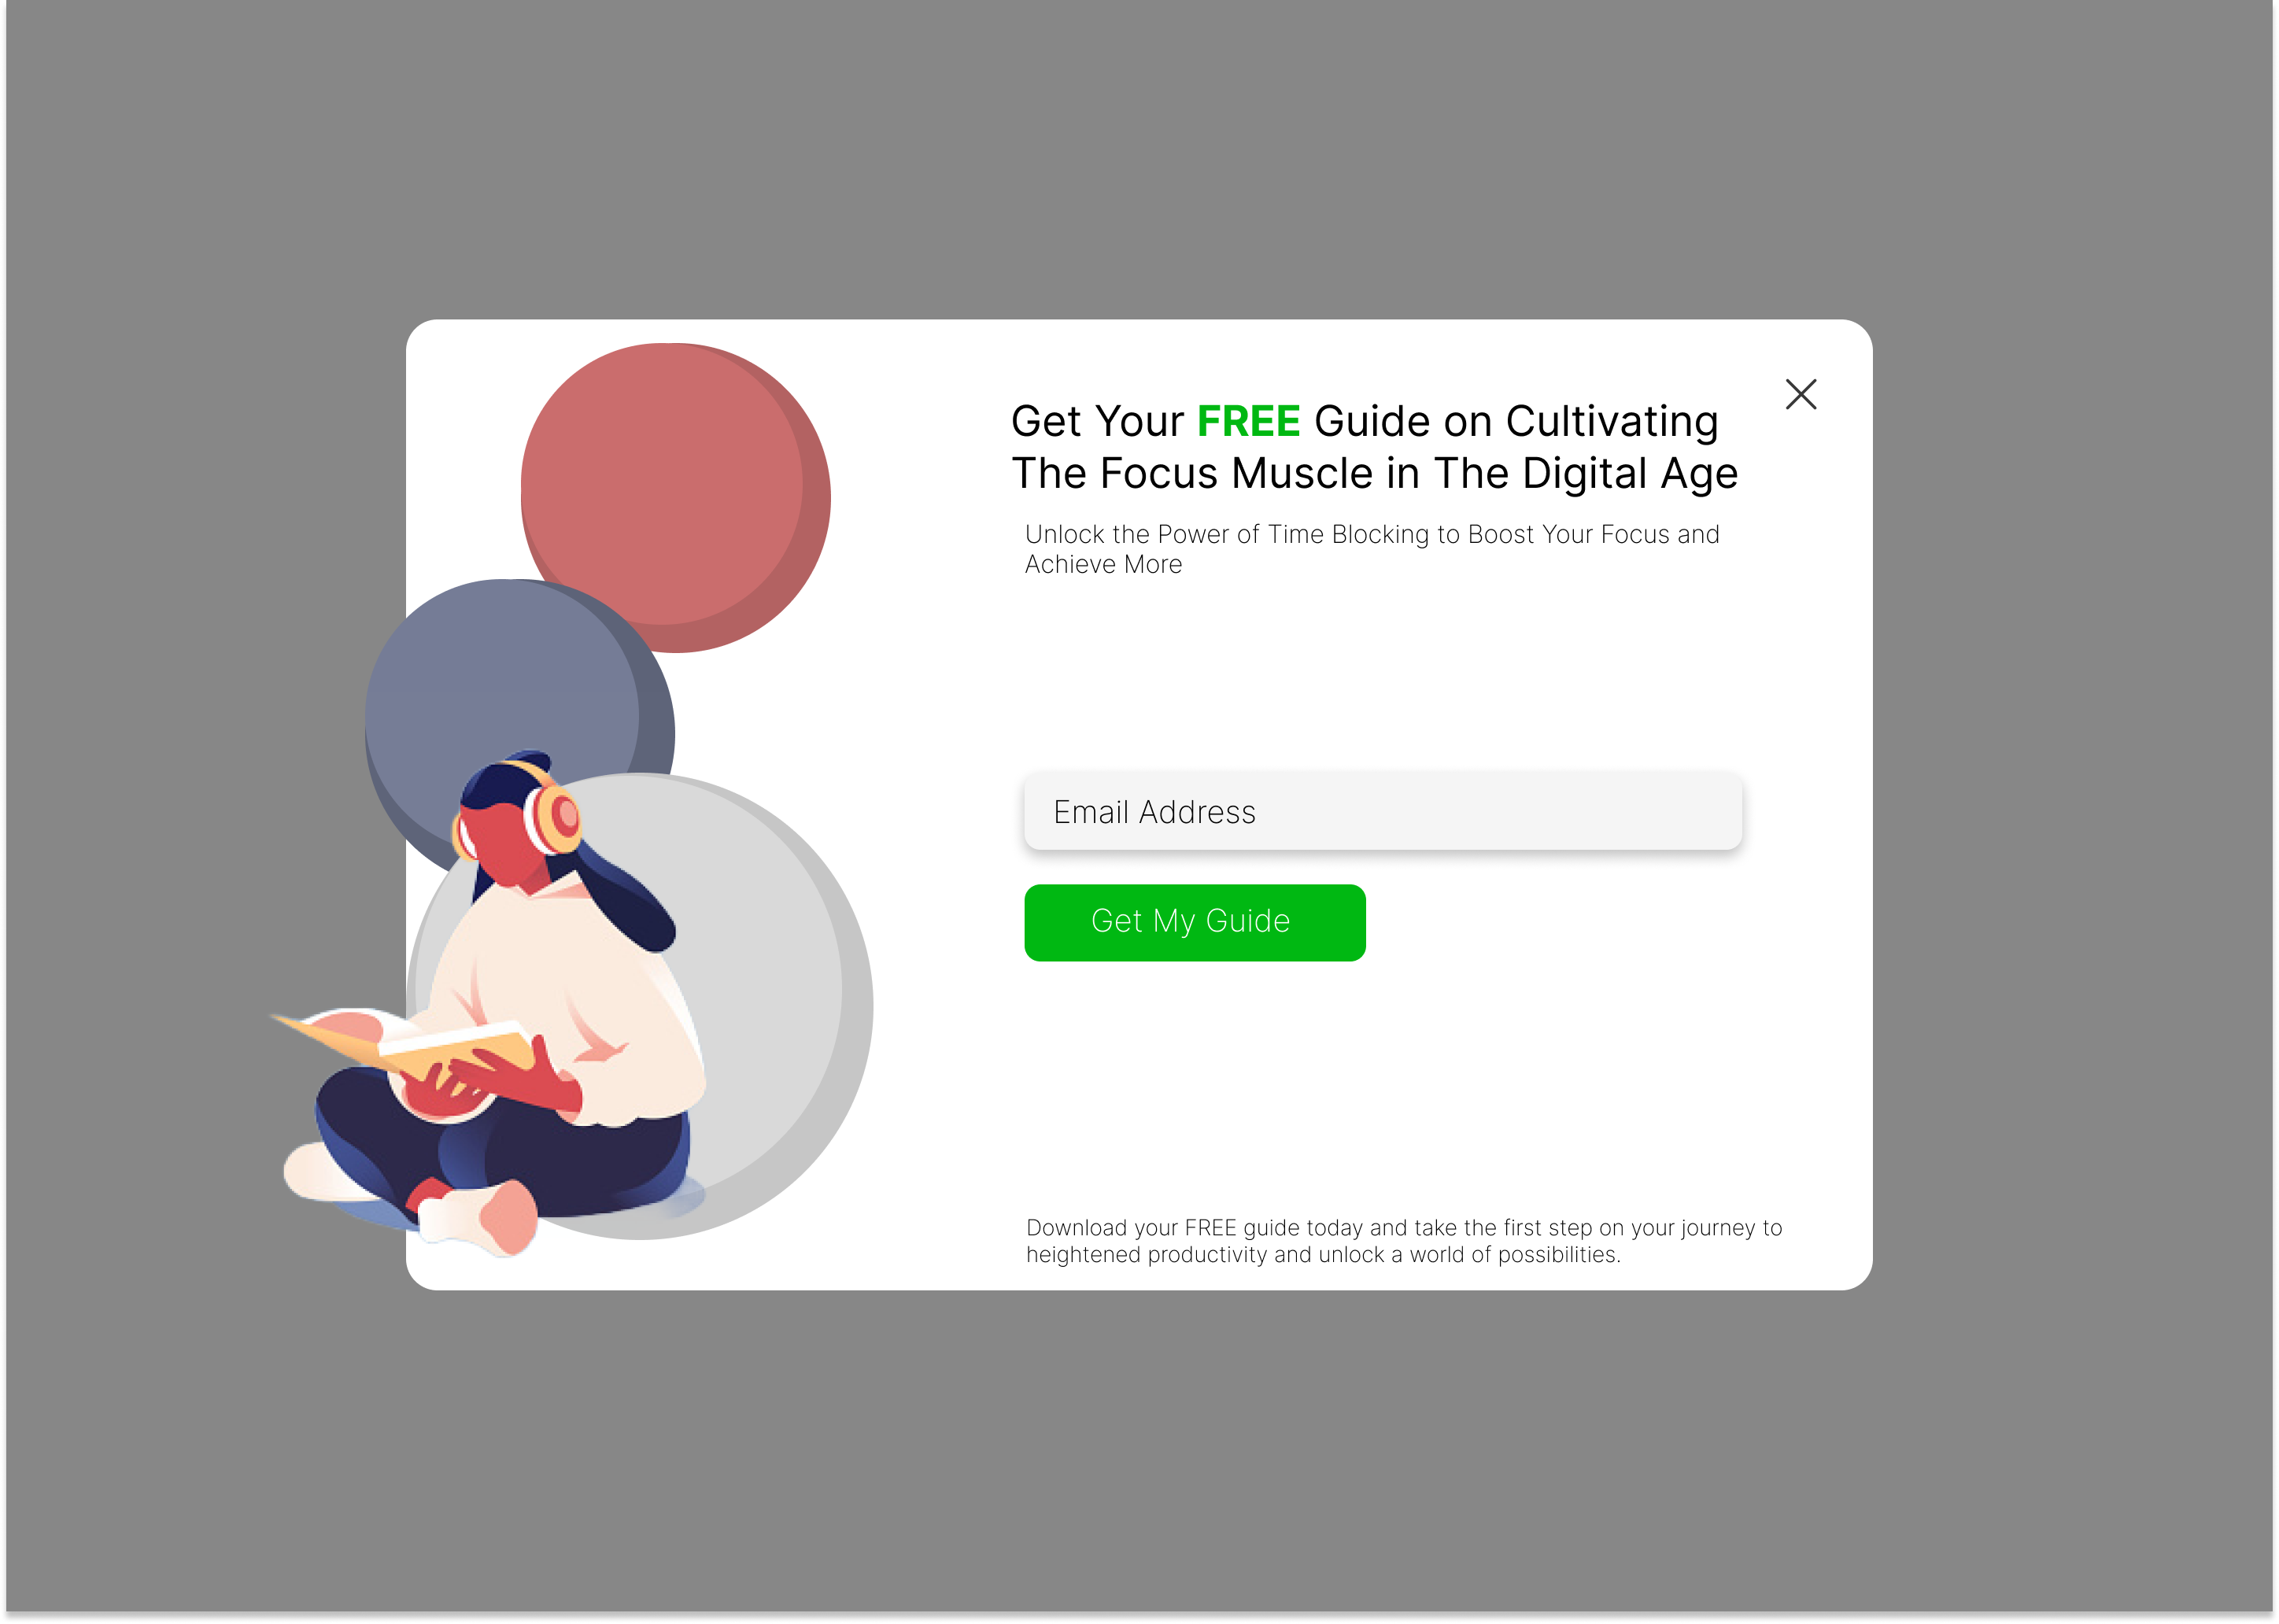 Get Your FREE Guide on Cultivating
The Focus Muscle in The Digital Age
Unlock the Power of Time Blocking to Boost Your Focus and
Achieve More
Email Address
Get My Guide
Download your FREE guide today and take the first step on your journey to
heightened productivity and unlock a world of possibilities.